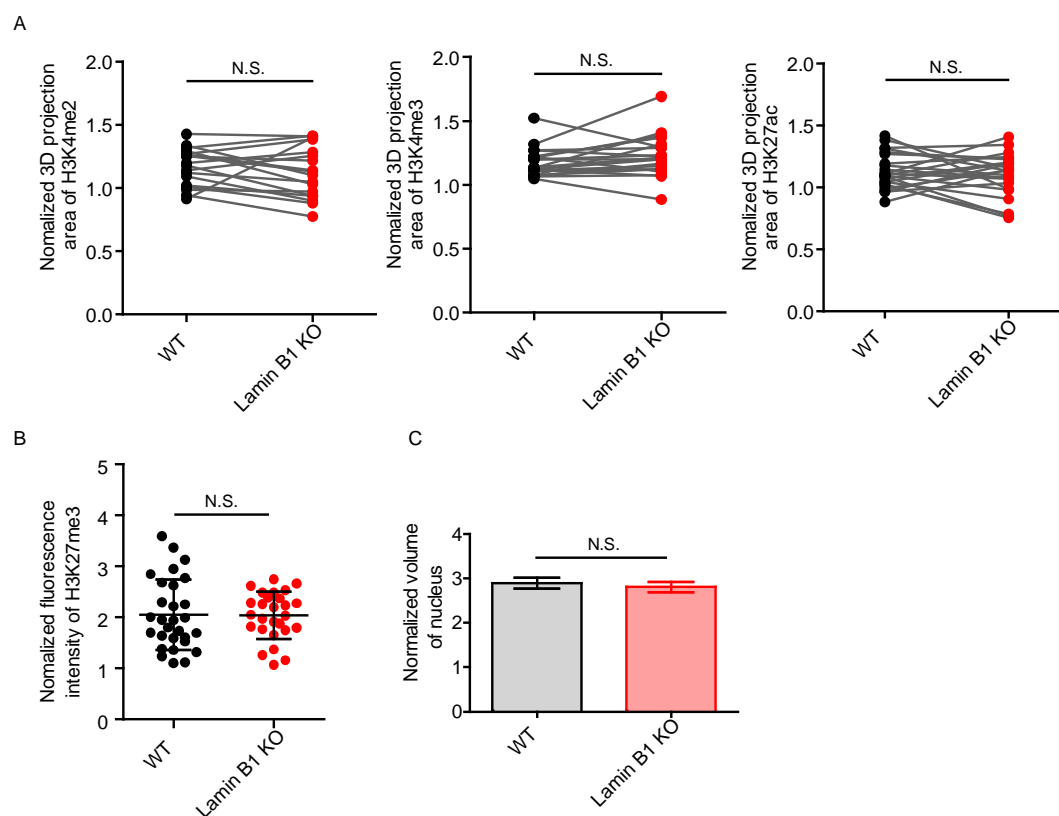 A
Nomalized 3D projection
area of H3K4me2
2.0
1.5
1.0
0.5
0.0
N.S.
WT
Lamin B1 KO
Nomalized 3D projection
area of H3K4me3
2.0
1.5
1.0
0.5
0.0
N.S.
WT
Lamin B1 KO
Nomalized 3D projection
area of H3K27ac
2.0
1.5
1.0
0.5
0.0
N.S.
WT
Lamin B1 KO
B
Nomalized fluorescence
intensity of H3K27me3
5
4
3
2
1
0
N.S.
WT
Lamin B1 KO
C
Normalized volume
of nucleus
4
3
2
1
0
N.S.
WT
Lamin B1 KO